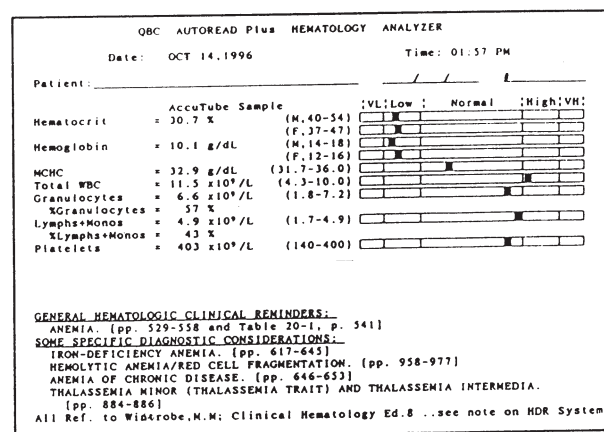 QBC AUTOREAD Plus HEMATOLOGY ANALYZER
Date: OCT 14,1996 Time: 01:57 PM
Patient:
AccuTube Sample |VL|Low | Normal |High|VH|
Hematocrit = 30.7 % (M,40-54)
(F,37-47)
Hemoglobin = 10.1 g/dL (M,14-18)
(F,12-16)
MCHC = 32.9 g/dL (31.7-36.0)
Total WBC = 11.5 x10⁹/L (4.3-10.0)
Granulocytes = 6.6 x10⁹/L (1.8-7.2)
%Granulocytes = 57 %
Lymphs+Monos = 4.9 x10⁹/L (1.7-4.9)
%Lymphs+Monos = 43 %
Platelets = 403 x10⁹/L (140-400)
GENERAL HEMATOLOGIC CLINICAL REMINDERS:
ANEMIA. [pp. 529-558 and Table 20-1, p. 541]
SOME SPECIFIC DIAGNOSTIC CONSIDERATIONS:
IRON-DEFICIENCY ANEMIA. [pp. 617-645]
HEMOLYTIC ANEMIA/RED CELL FRAGMENTATION. [pp. 958-977]
ANEMIA OF CHRONIC DISEASE. [pp. 646-653]
THALASSEMIA MINOR (THALASSEMIA TRAIT) AND THALASSEMIA INTERMEDIA.
[pp. 884-886]
All Ref. to Wintrobe,M.M; Clinical Hematology Ed.8 ..see note on HDR System